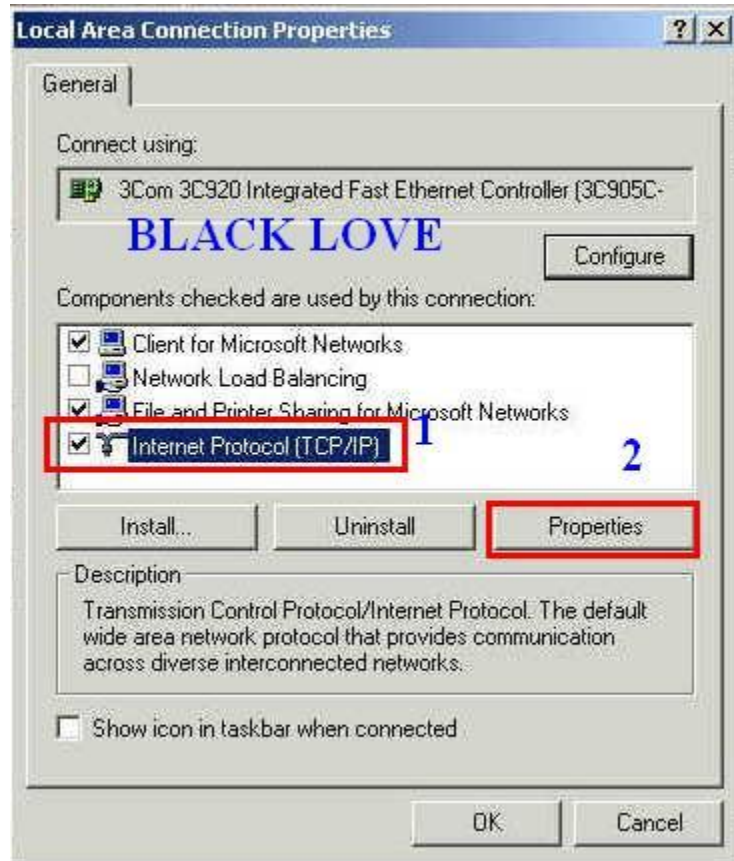 Local Area Connection Properties
? X
General
Connect using:
3Com 3C920 Integrated Fast Ethernet Controller (3C905C-
BLACK LOVE
Configure
Components checked are used by this connection:
Client for Microsoft Networks
Network Load Balancing
File and Printer Sharing for Microsoft Networks
Internet Protocol (TCP/IP)
1
2
Install... Uninstall Properties
Description
Transmission Control Protocol/Internet Protocol. The default
wide area network protocol that provides communication
across diverse interconnected networks.
Show icon in taskbar when connected
OK Cancel